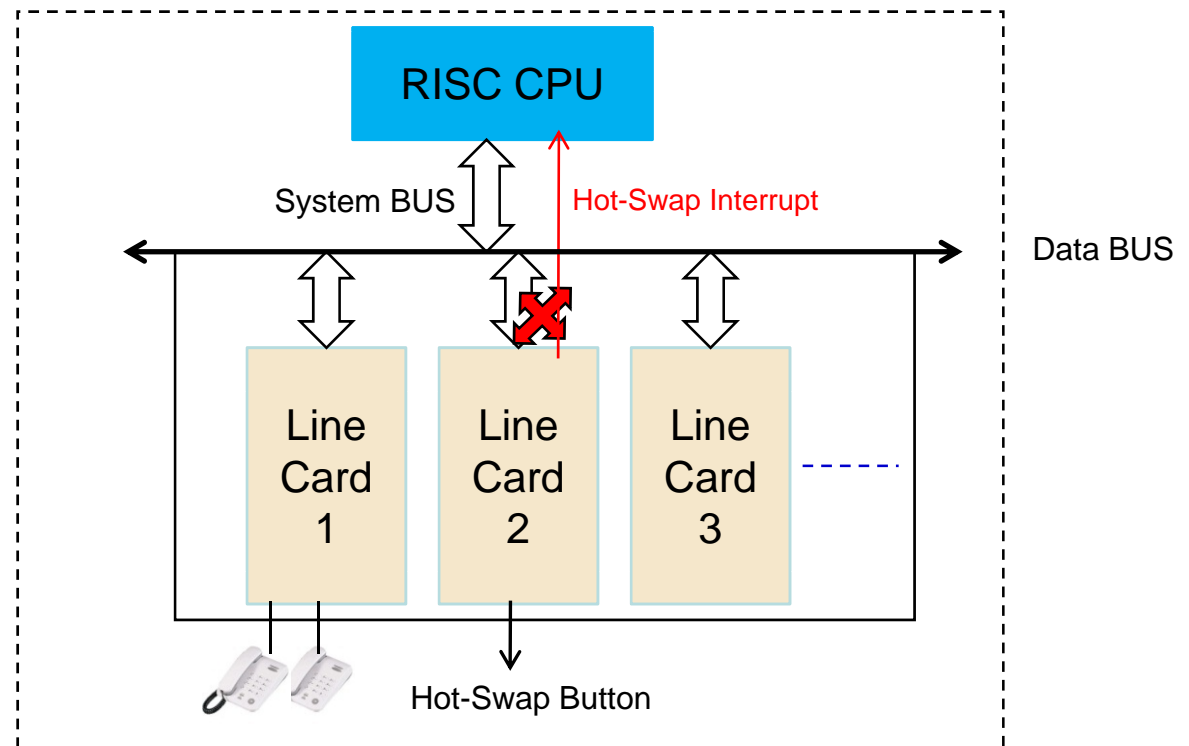 RISC CPU
System BUS
Hot-Swap Interrupt
Data BUS
Line
Card
1
Line
Card
2
Line
Card
3
Hot-Swap Button